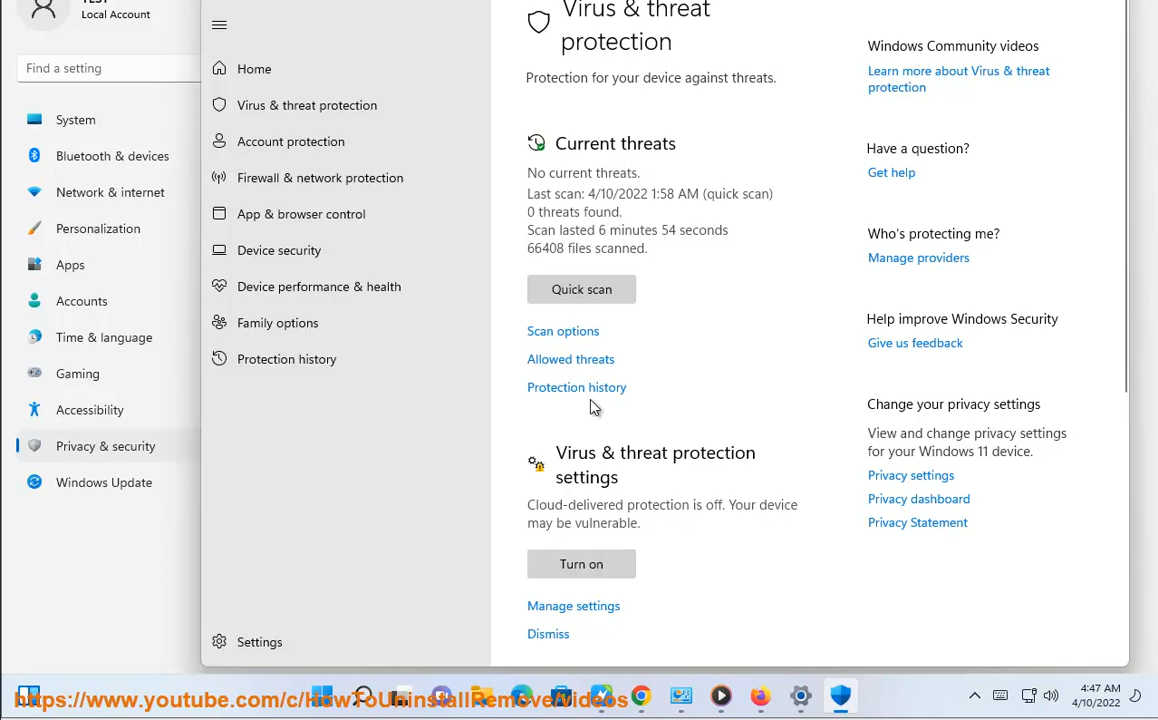 Local Account
Find a setting
System
Bluetooth & devices
Network & internet
Personalization
Apps
Accounts
Time & language
Gaming
Accessibility
Privacy & security
Windows Update
Home
Virus & threat protection
Account protection
Firewall & network protection
App & browser control
Device security
Device performance & health
Family options
Protection history
Settings
Virus & threat
protection
Protection for your device against threats.
Current threats
No current threats.
Last scan: 4/10/2022 1:58 AM (quick scan)
0 threats found.
Scan lasted 6 minutes 54 seconds
66408 files scanned.
Quick scan
Scan options
Allowed threats
Protection history
Virus & threat protection
settings
Cloud-delivered protection is off. Your device
may be vulnerable.
Turn on
Manage settings
Dismiss
Windows Community videos
Learn more about Virus & threat
protection
Have a question?
Get help
Who's protecting me?
Manage providers
Help improve Windows Security
Give us feedback
Change your privacy settings
View and change privacy settings
for your Windows 11 device.
Privacy settings
Privacy dashboard
Privacy Statement
https://www.youtube.com/c/HowToUninstallRemove/videos
4:47 AM
4/10/2022